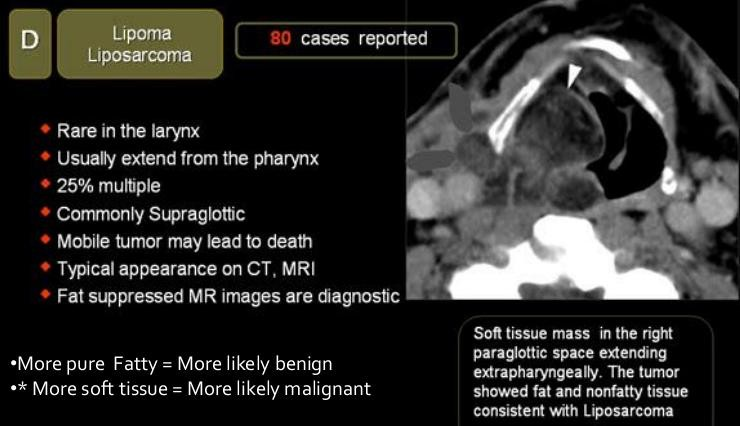 D
Lipoma
Liposarcoma
80 cases reported
Rare in the larynx
Usually extend from the pharynx
25% multiple
Commonly Supraglottic
Mobile tumor may lead to death
Typical appearance on CT, MRI
Fat suppressed MR images are diagnostic
•More pure Fatty = More likely benign
•* More soft tissue = More likely malignant
Soft tissue mass in the right
paraglottic space extending
extrapharyngeally. The tumor
showed fat and nonfatty tissue
consistent with Liposarcoma